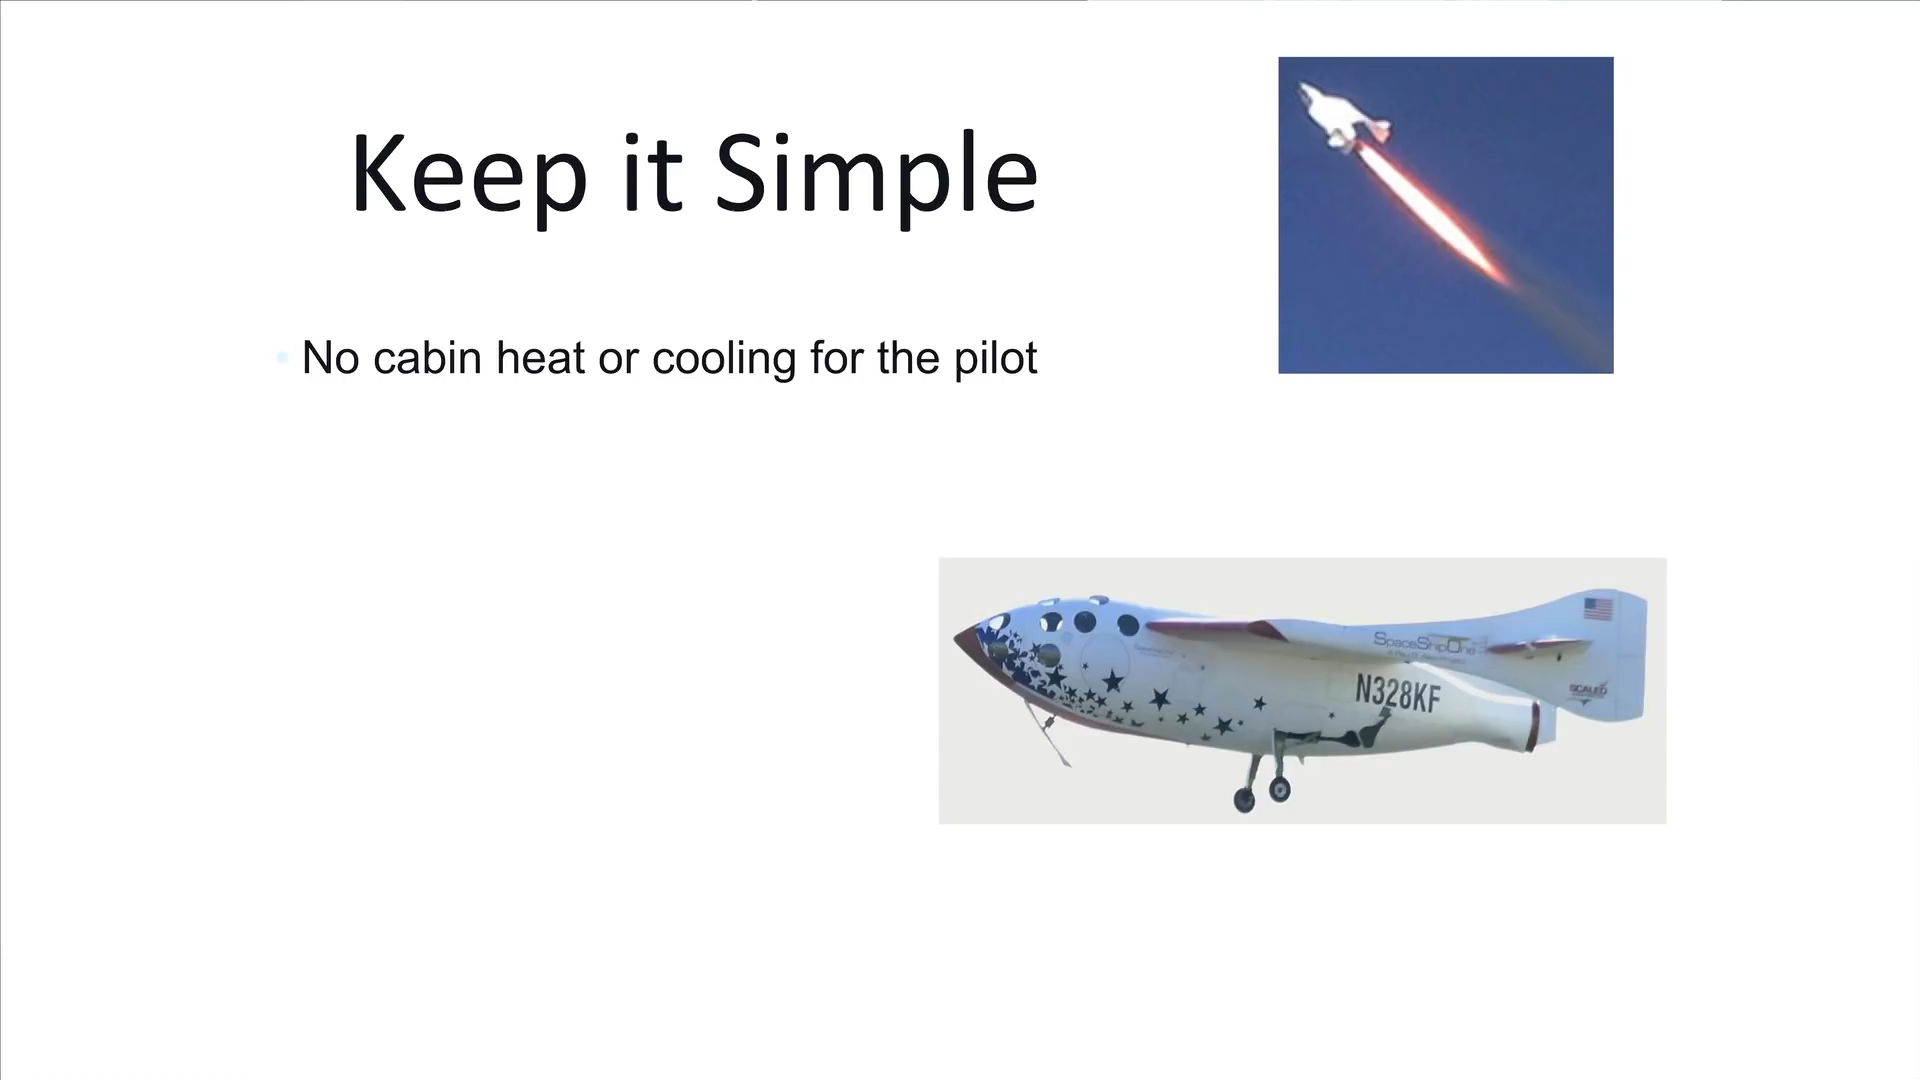 Keep it Simple
No cabin heat or cooling for the pilot
SpaceShipOne
N328KF
SCALED